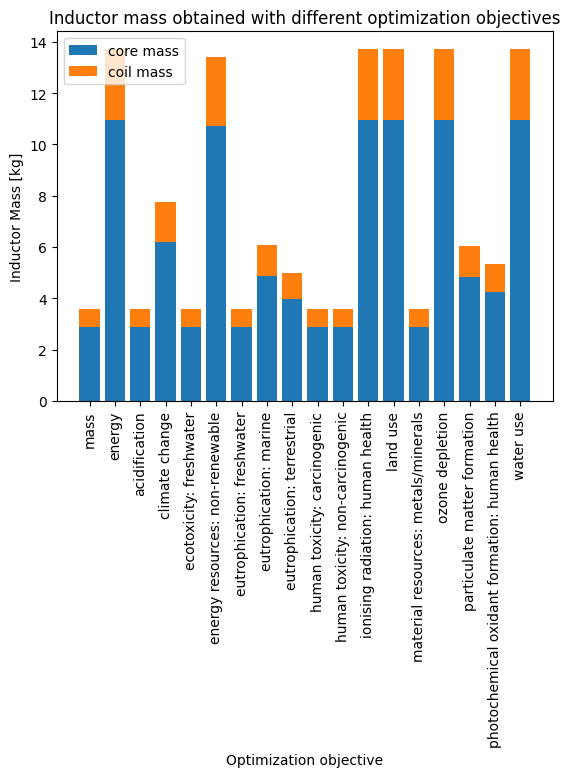 Inductor mass obtained with different optimization objectives
core mass
coil mass
Inductor Mass [kg]
14
12
10
8
6
4
2
0
mass
energy
acidification
climate change
ecotoxicity: freshwater
energy resources: non-renewable
eutrophication: freshwater
eutrophication: marine
eutrophication: terrestrial
human toxicity: carcinogenic
human toxicity: non-carcinogenic
ionising radiation: human health
land use
material resources: metals/minerals
ozone depletion
particulate matter formation
photochemical oxidant formation: human health
water use
Optimization objective